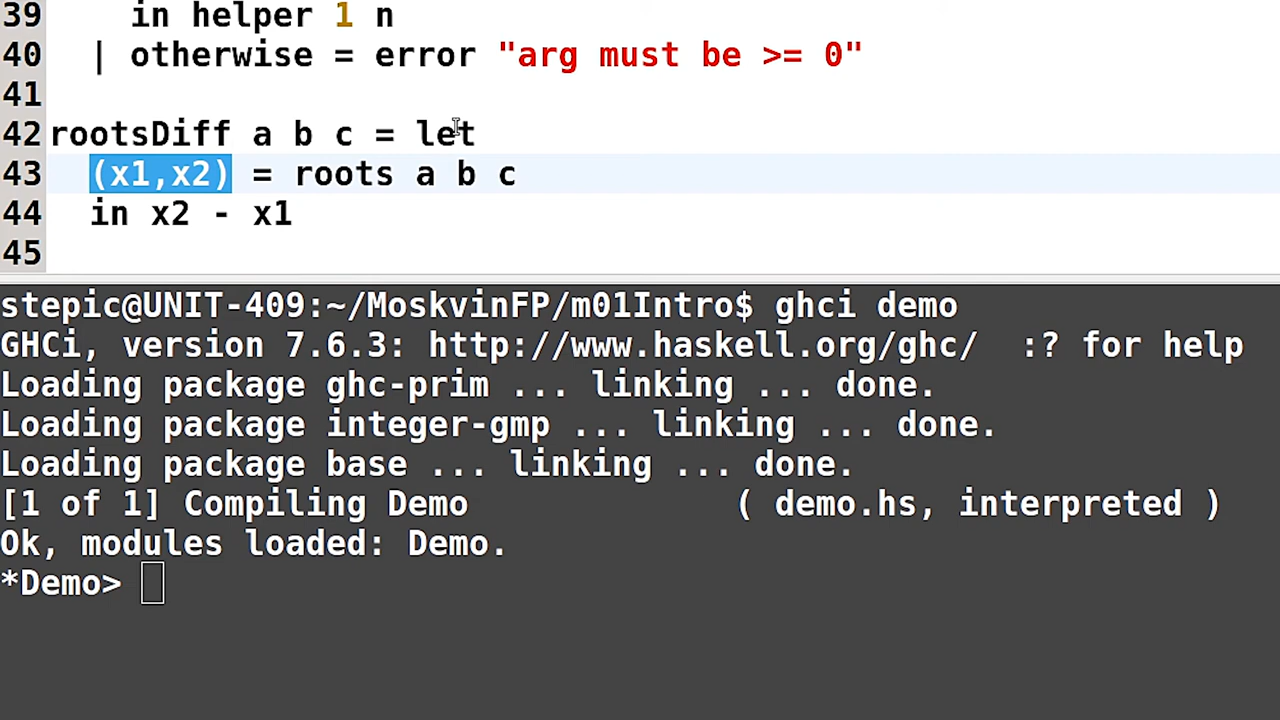 39 in helper 1 n
40 | otherwise = error "arg must be >= 0"
41
42 rootsDiff a b c = let
43 (x1,x2) = roots a b c
44 in x2 - x1
45
stepic@UNIT-409:~/MoskvinFP/m01Intro$ ghci demo
GHCi, version 7.6.3: http://www.haskell.org/ghc/ :? for help
Loading package ghc-prim ... linking ... done.
Loading package integer-gmp ... linking ... done.
Loading package base ... linking ... done.
[1 of 1] Compiling Demo ( demo.hs, interpreted )
Ok, modules loaded: Demo.
*Demo>